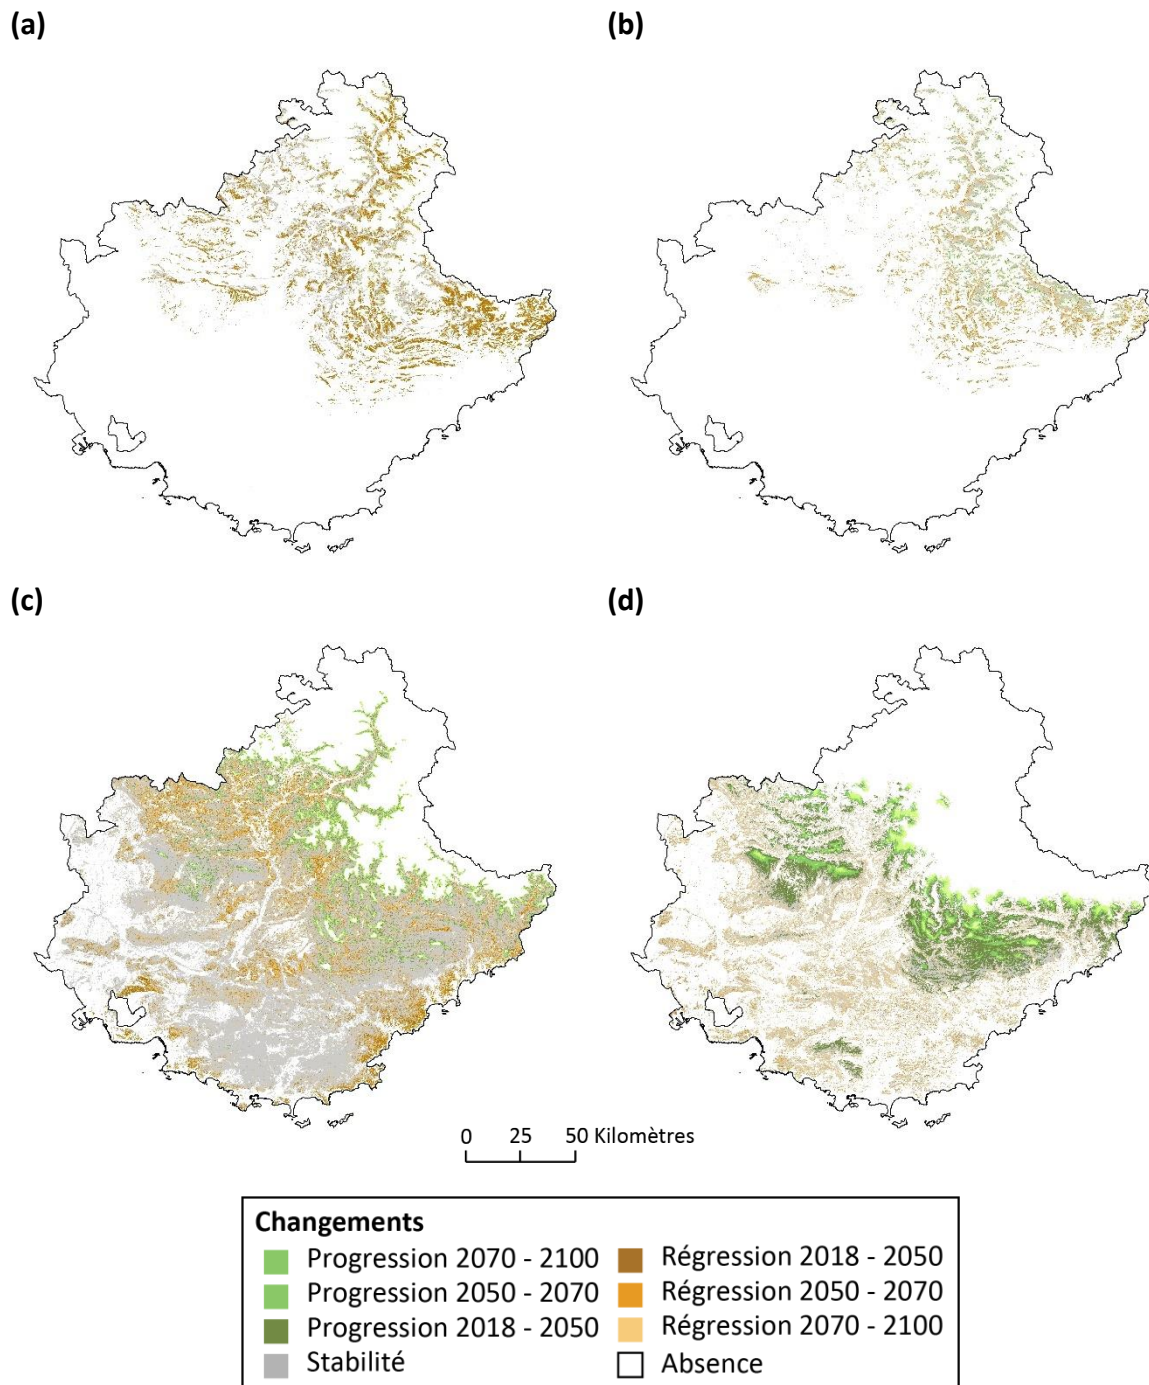 (a)
(b)
(c)
(d)
0 25 50 Kilomètres
Changements
Progression 2070 - 2100
Progression 2050 - 2070
Progression 2018 - 2050
Stabilité
Régression 2018 - 2050
Régression 2050 - 2070
Régression 2070 - 2100
Absence